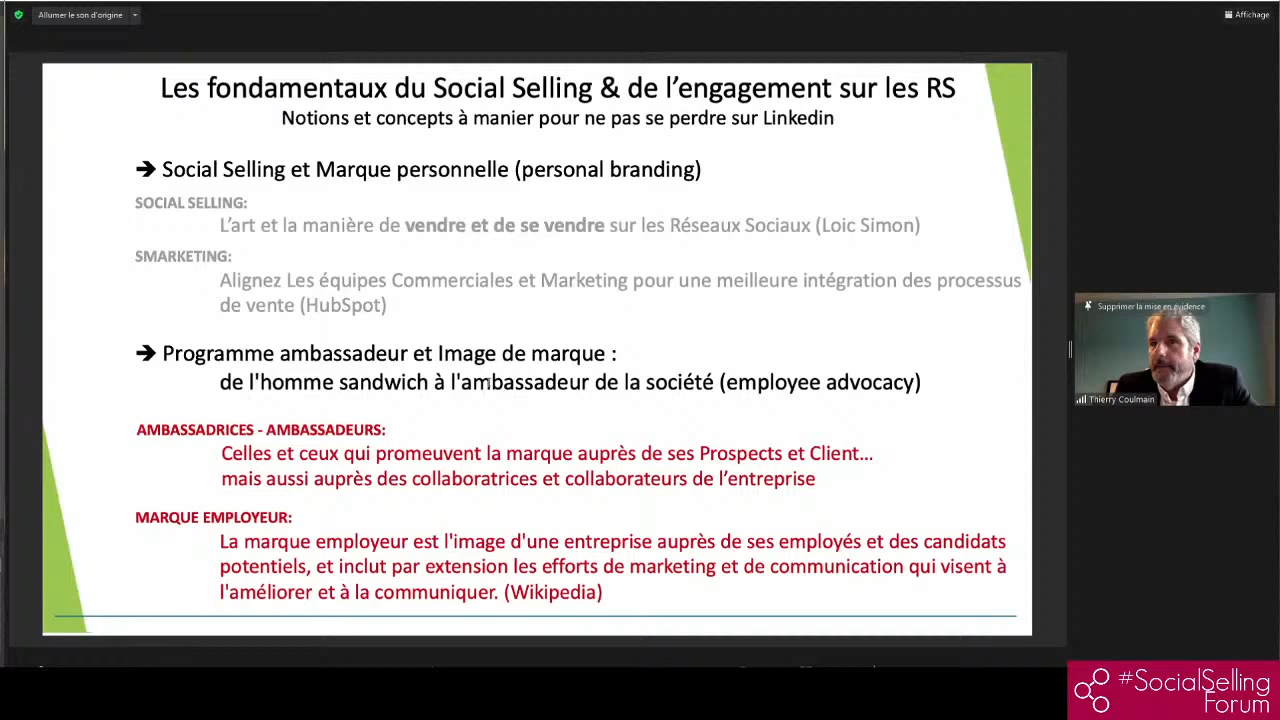 Allumer le son d'origine
Affichage
Les fondamentaux du Social Selling & de l'engagement sur les RS
Notions et concepts à manier pour ne pas se perdre sur Linkedin
➔ Social Selling et Marque personnelle (personal branding)
SOCIAL SELLING:
L'art et la manière de vendre et de se vendre sur les Réseaux Sociaux (Loic Simon)
SMARKETING:
Alignez Les équipes Commerciales et Marketing pour une meilleure intégration des processus
de vente (HubSpot)
➔ Programme ambassadeur et Image de marque :
de l'homme sandwich à l'ambassadeur de la société (employee advocacy)
AMBASSADRICES - AMBASSADEURS:
Celles et ceux qui promeuvent la marque auprès de ses Prospects et Client…
mais aussi auprès des collaboratrices et collaborateurs de l'entreprise
MARQUE EMPLOYEUR:
La marque employeur est l'image d'une entreprise auprès de ses employés et des candidats
potentiels, et inclut par extension les efforts de marketing et de communication qui visent à
l'améliorer et à la communiquer. (Wikipedia)
Supprimer la mise en évidence
Thierry Coulmain
#SocialSelling
Forum